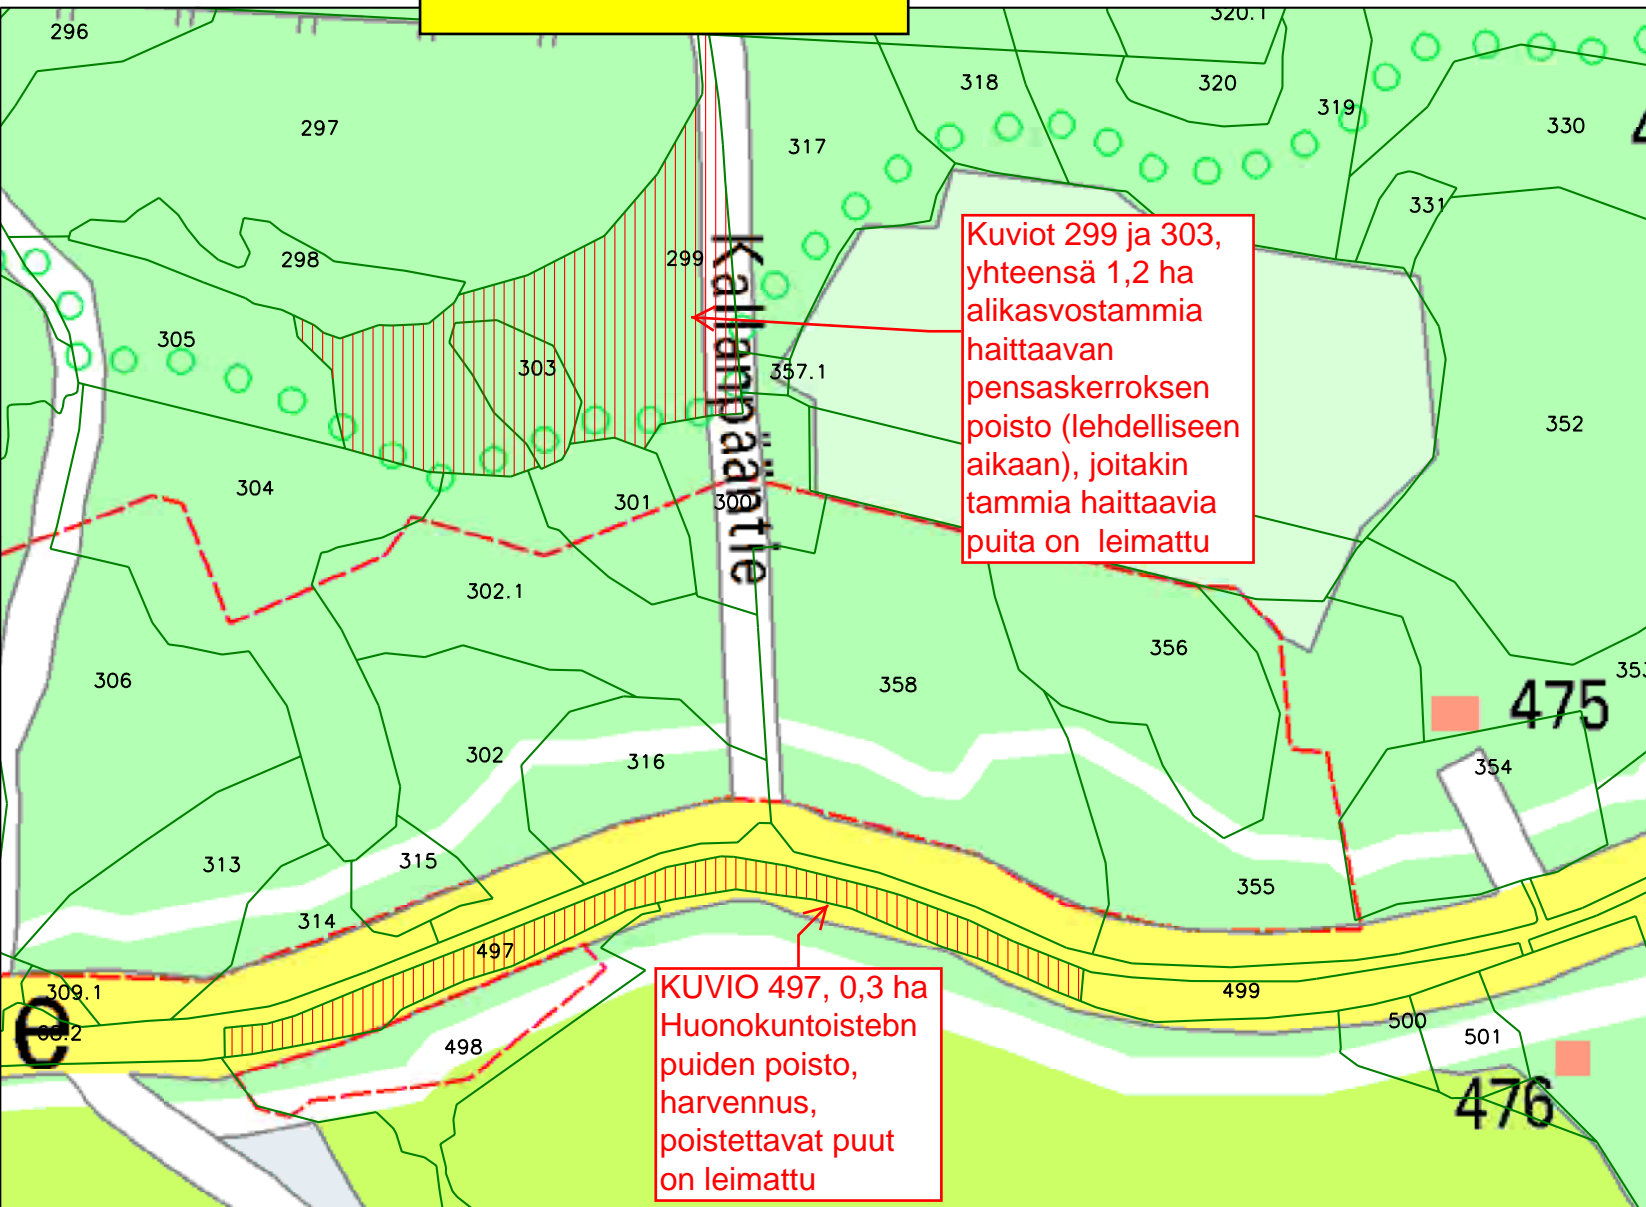 296
320.1
318
320
319
297
330
317
331
299
298
Kuviot 299 ja 303,
yhteensä 1,2 ha
alikasvostammia
haittaavan
pensaskerroksen
poisto (lehdelliseen
aikaan), joitakin
tammia haittaavia
puita on leimattu
Kallanpääntie
305
303
357.1
352
304
301
300
302.1
356
306
358
353
475
302
316
354
313
315
355
314
497
309.1
e
08.2
498
499
KUVIO 497, 0,3 ha
Huonokuntoistebn
puiden poisto,
harvennus,
poistettavat puut
on leimattu
500
501
476